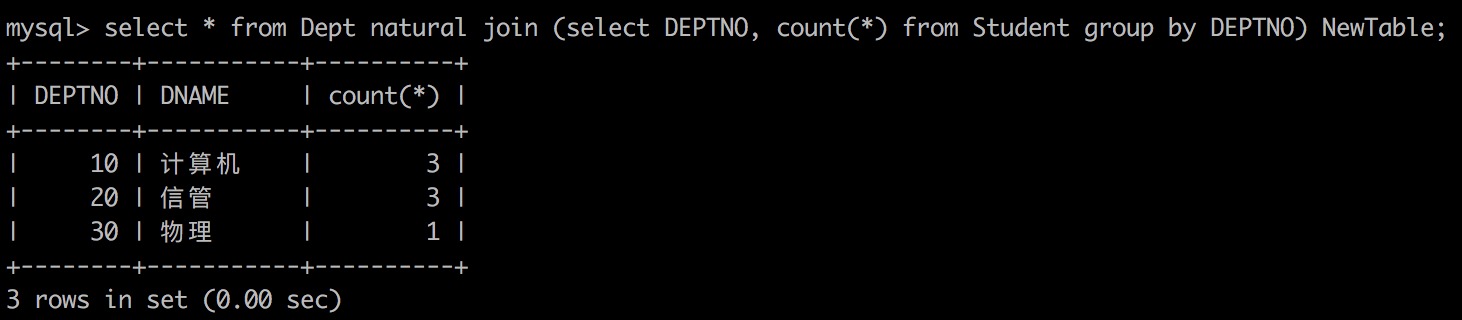 mysql> select * from Dept natural join (select DEPTNO, count(*) from Student group by DEPTNO) NewTable;
+--------+-----------+----------+
| DEPTNO | DNAME     | count(*) |
+--------+-----------+----------+
|     10 | 计算机    |        3 |
|     20 | 信管      |        3 |
|     30 | 物理      |        1 |
+--------+-----------+----------+
3 rows in set (0.00 sec)